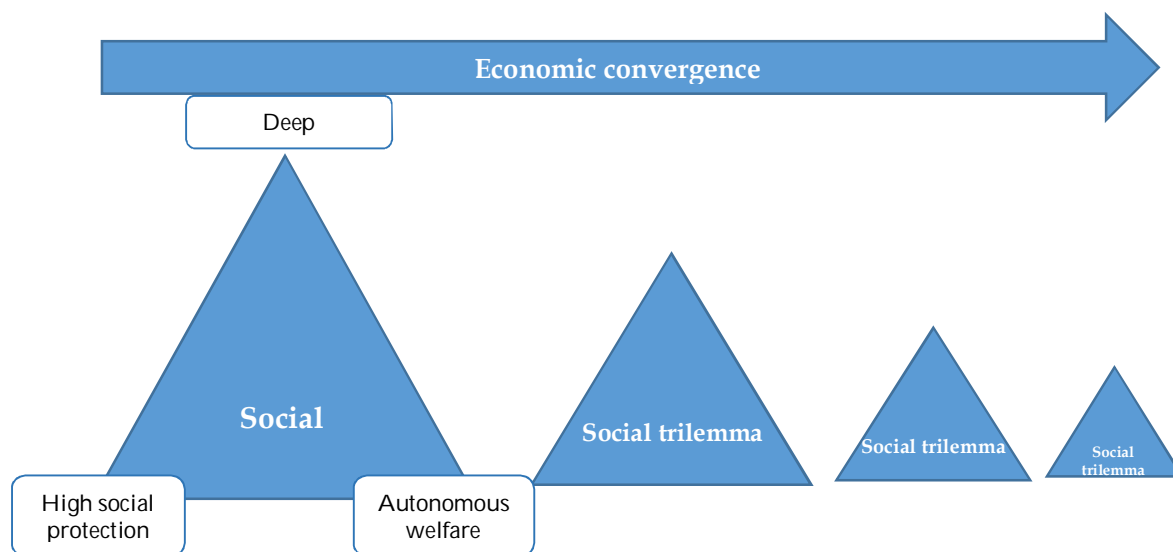 Economic convergence
Deep
Social
High social
protection
Autonomous
welfare
Social trilemma
Social trilemma
Social
trilemma